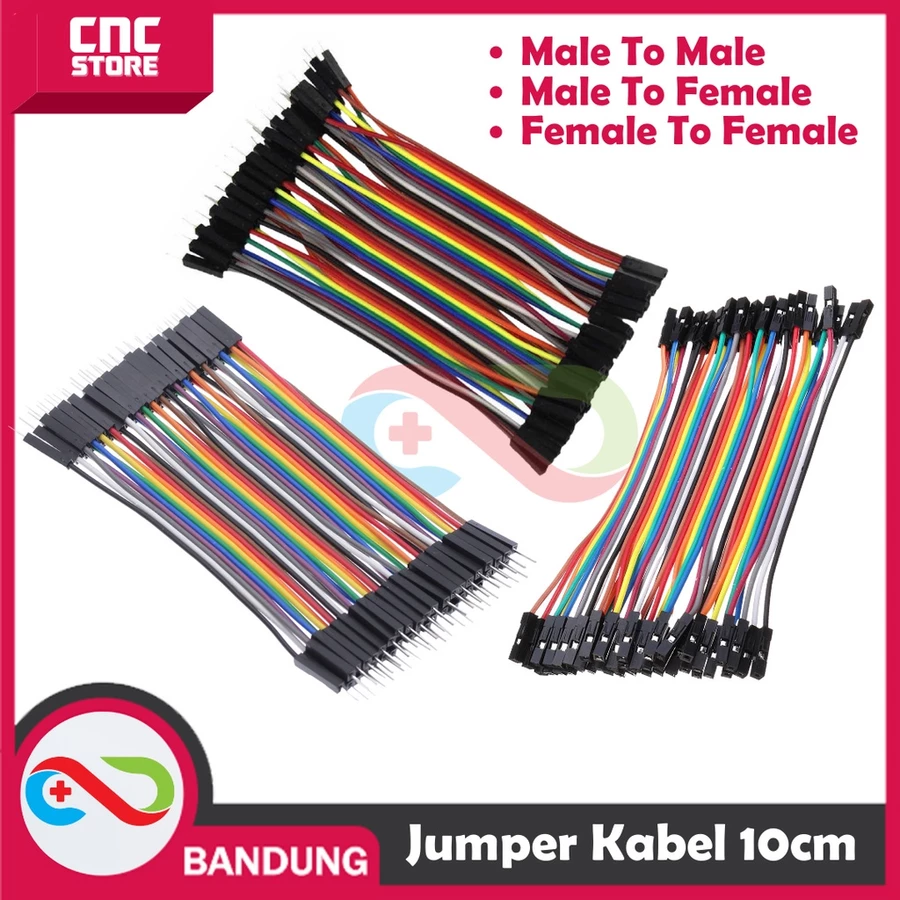 CNC
STORE
• Male To Male
• Male To Female
• Female To Female
BANDUNG
Jumper Kabel 10cm